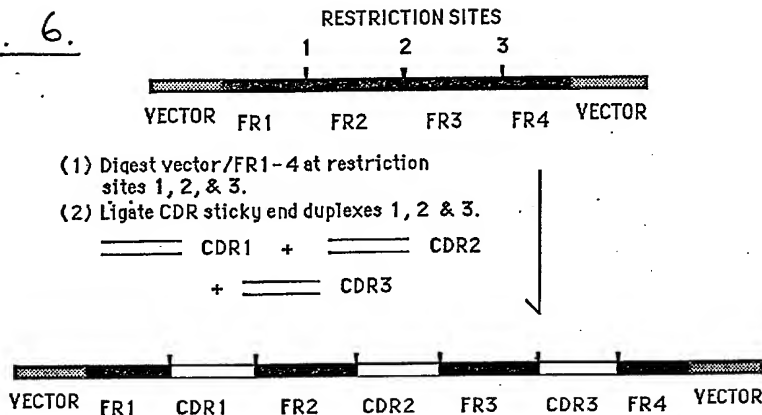 . 6.
RESTRICTION SITES
1 2 3
VECTOR FR1 FR2 FR3 FR4 VECTOR
(1) Digest vector/FR1-4 at restriction
sites 1, 2, & 3.
(2) Ligate CDR sticky end duplexes 1, 2 & 3.
CDR1 + CDR2
+ CDR3
VECTOR FR1 CDR1 FR2 CDR2 FR3 CDR3 FR4 VECTOR